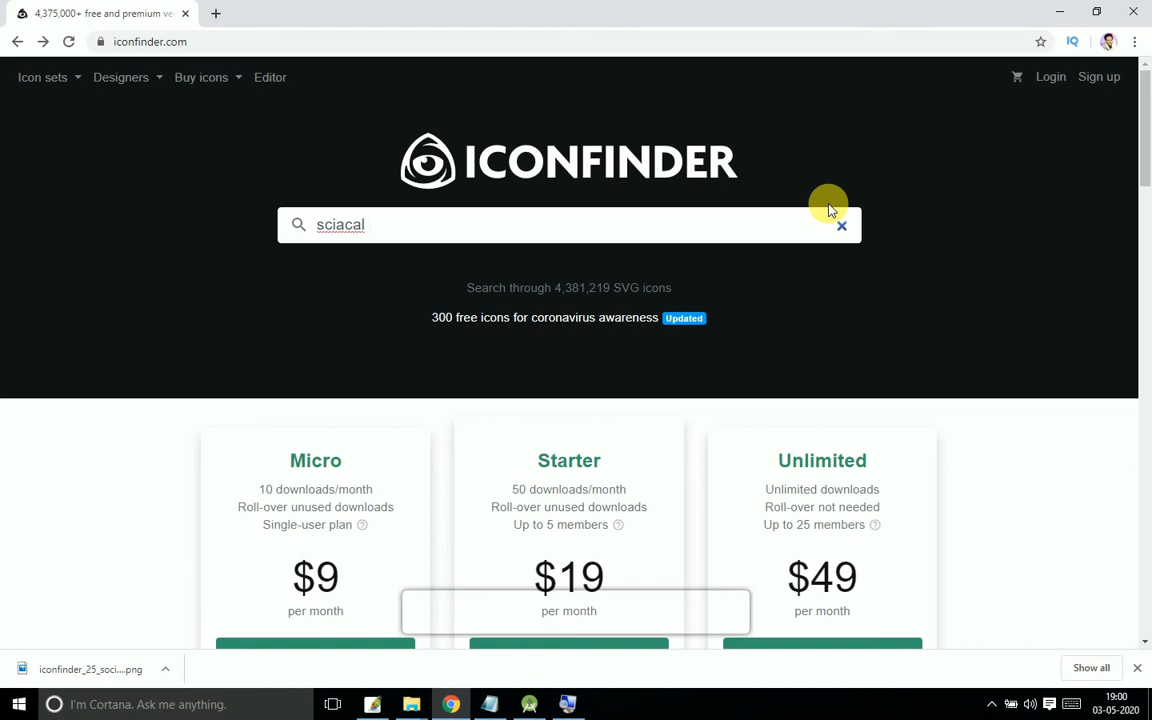 4,375,000+ free and premium ve
iconfinder.com
IQ
Icon sets Designers Buy icons Editor Login Sign up
ICONFINDER
sciacal
Search through 4,381,219 SVG icons
300 free icons for coronavirus awareness Updated
Micro
10 downloads/month
Roll-over unused downloads
Single-user plan
$9
per month
Starter
50 downloads/month
Roll-over unused downloads
Up to 5 members
$19
per month
Unlimited
Unlimited downloads
Roll-over not needed
Up to 25 members
$49
per month
iconfinder_25_soci....png
Show all
I'm Cortana. Ask me anything.
19:00
03-05-2020